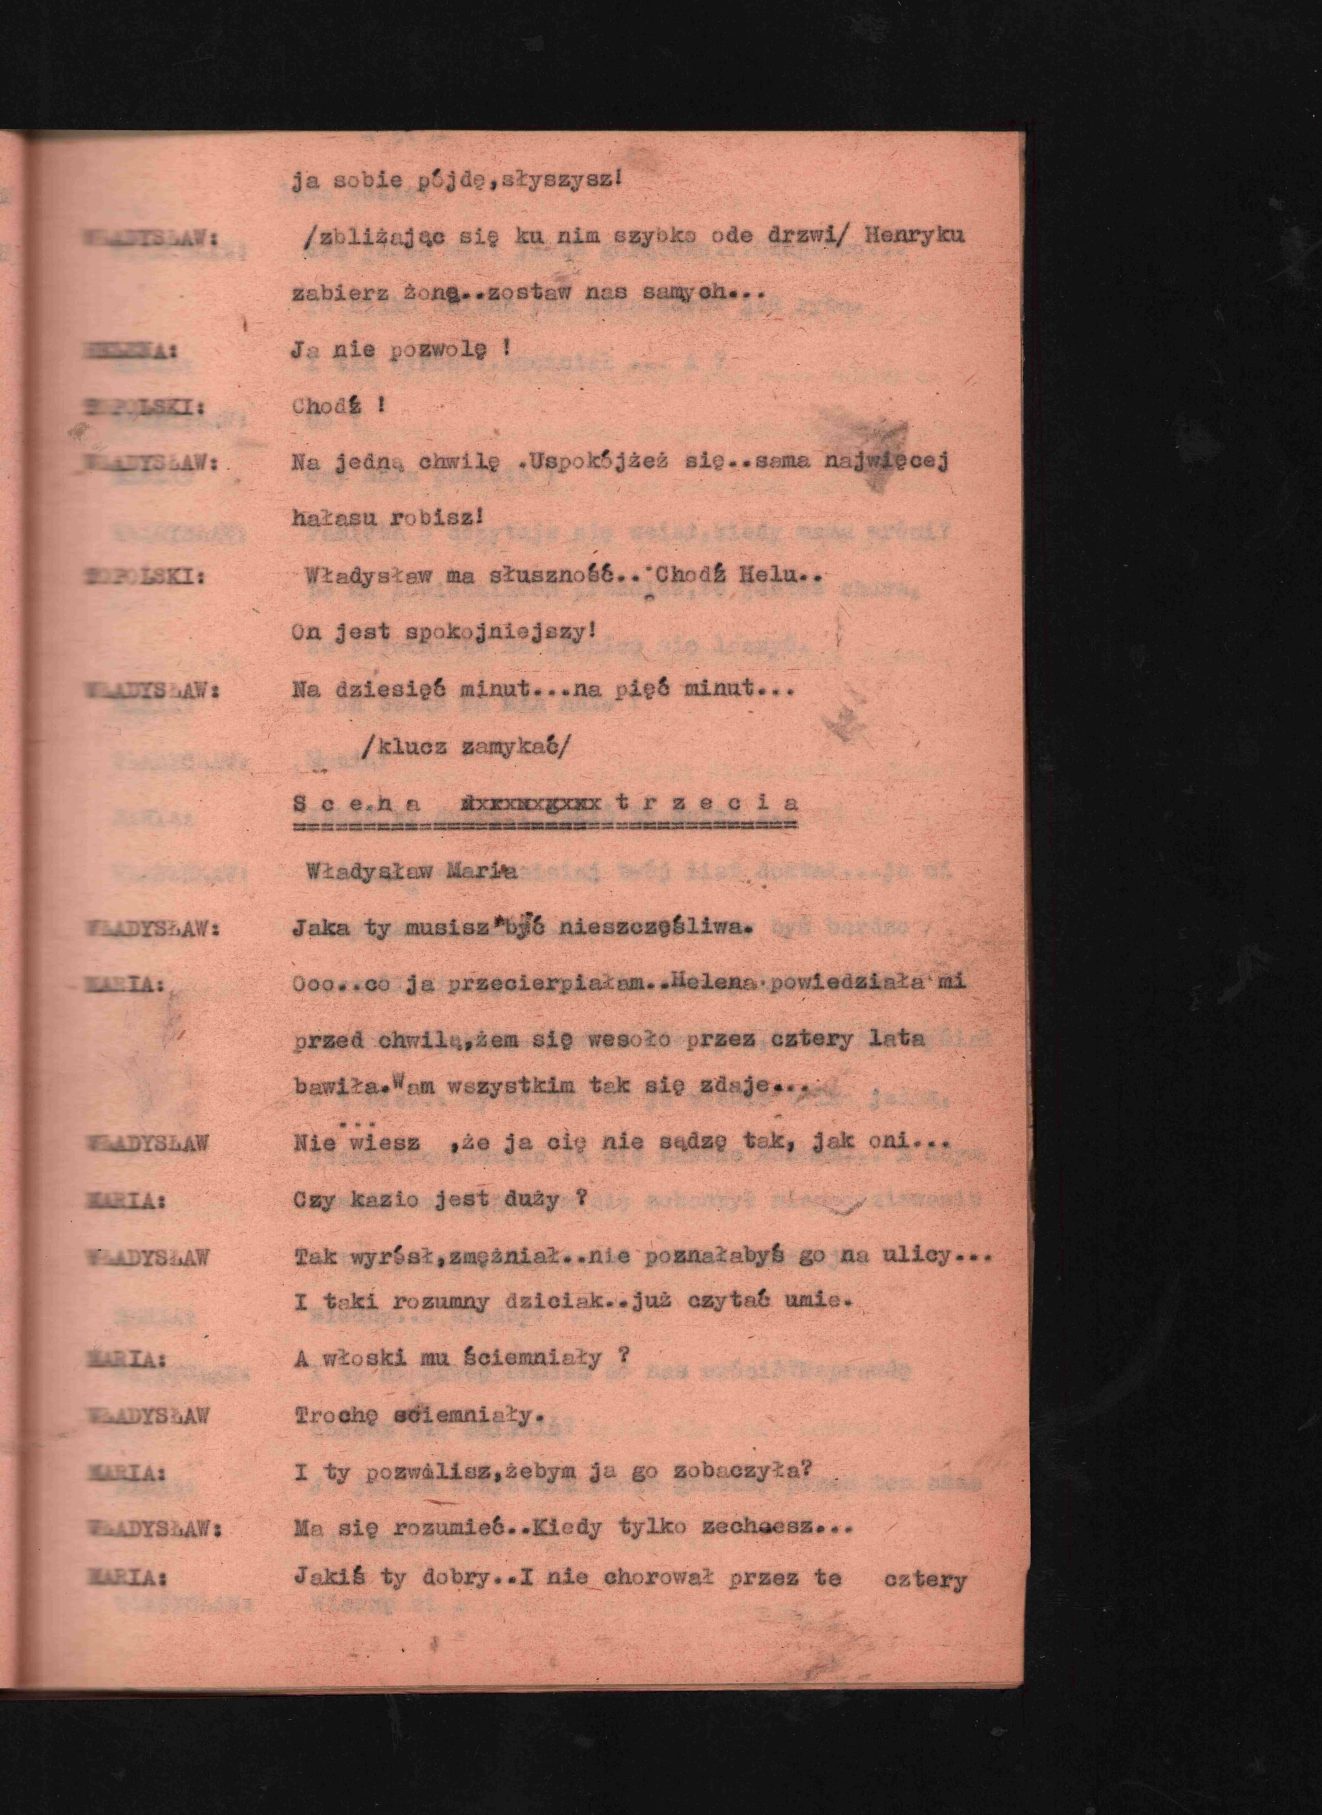 ja sobie pójdę,słyszysz!
WŁADYSŁAW: /zbliżając się ku nim szybko ode drzwi/ Henryku
zabierz żonę..zostaw nas samych...
HELENA: Ja nie pozwolę !
TOPOLSKI: Chodź !
WŁADYSŁAW: Na jedną chwilę .Uspokójżeż się..sama najwięcej
hałasu robisz!
TOPOLSKI: Władysław ma słuszność.. Chodź Helu..
On jest spokojniejszy!
WŁADYSŁAW: Na dziesięć minut...na pięć minut...
/klucz zamykać/
S c e n a t r z e c i a
Władysław Maria
WŁADYSŁAW: Jaka ty musisz być nieszczęśliwa.
MARIA: Ooo..co ja przecierpiałam..Helena powiedziała mi
przed chwilą,żem się wesoło przez cztery lata
bawiła.Wam wszystkim tak się zdaje...
WŁADYSŁAW Nie wiesz ... ,że ja cię nie sądzę tak, jak oni...
MARIA: Czy kazio jest duży ?
WŁADYSŁAW Tak wyrósł,zmężniał..nie poznałabyś go na ulicy...
I taki rozumny dziciak..już czytać umie.
MARIA: A włoski mu ściemniały ?
WŁADYSŁAW Trochę sciemniały.
MARIA: I ty pozwolisz,żebym ja go zobaczyła?
WŁADYSŁAW: Ma się rozumieć..Kiedy tylko zechcesz...
MARIA: Jakiś ty dobry..I nie chorował przez te cztery